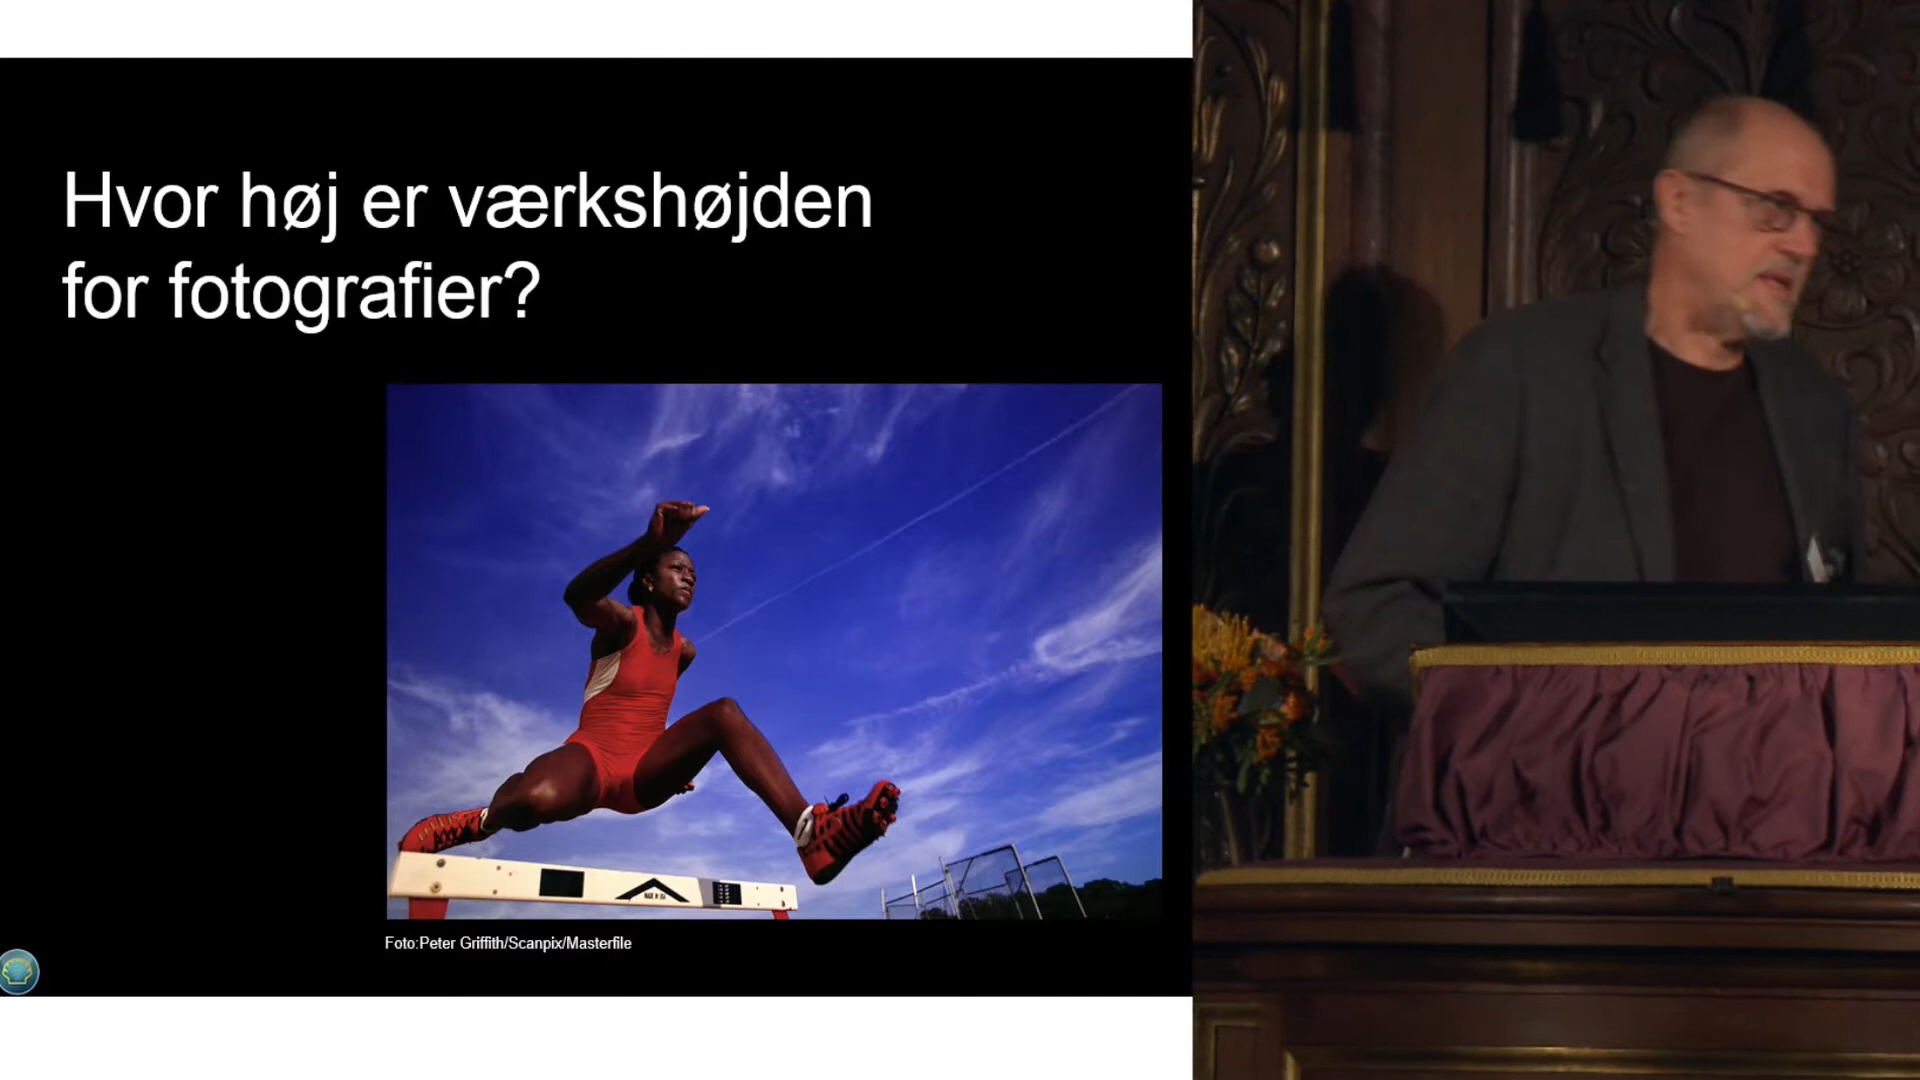 Hvor høj er værkshøjden
for fotografier?
Foto:Peter Griffith/Scanpix/Masterfile